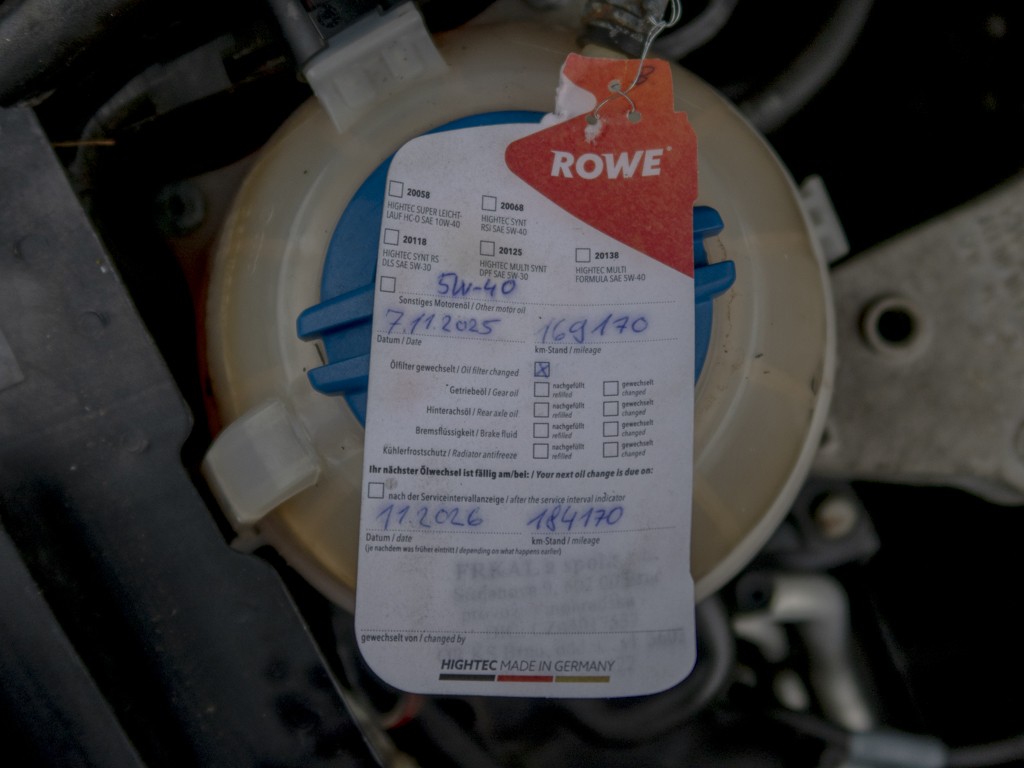 ROWE
20058
HIGHTEC SUPER LEICHT-
LAUF HC-O SAE 10W-40
20068
HIGHTEC SYNT
RSi SAE 5W-40
20118
HIGHTEC SYNT RS
DLS SAE 5W-30
20125
HIGHTEC MULTI SYNT
DPF SAE 5W-30
20138
HIGHTEC MULTI
FORMULA SAE 5W-40
5W-40
Sonstiges Motorenöl / Other motor oil
7.11.2025 169170
Datum / Date km-Stand / mileage
Ölfilter gewechselt / Oil filter changed
Getriebeöl / Gear oil nachgefüllt gewechselt
refilled changed
Hinterachsöl / Rear axle oil nachgefüllt gewechselt
refilled changed
Bremsflüssigkeit / Brake fluid nachgefüllt gewechselt
refilled changed
Kühlerfrostschutz / Radiator antifreeze nachgefüllt gewechselt
refilled changed
Ihr nächster Ölwechsel ist fällig am/bei: / Your next oil change is due on:
nach der Serviceintervallanzeige / after the service interval indicator
11.2026 184170
Datum / date km-Stand / mileage
(je nachdem was früher eintritt / depending on what happens earlier)
gewechselt von / changed by
HIGHTEC MADE IN GERMANY